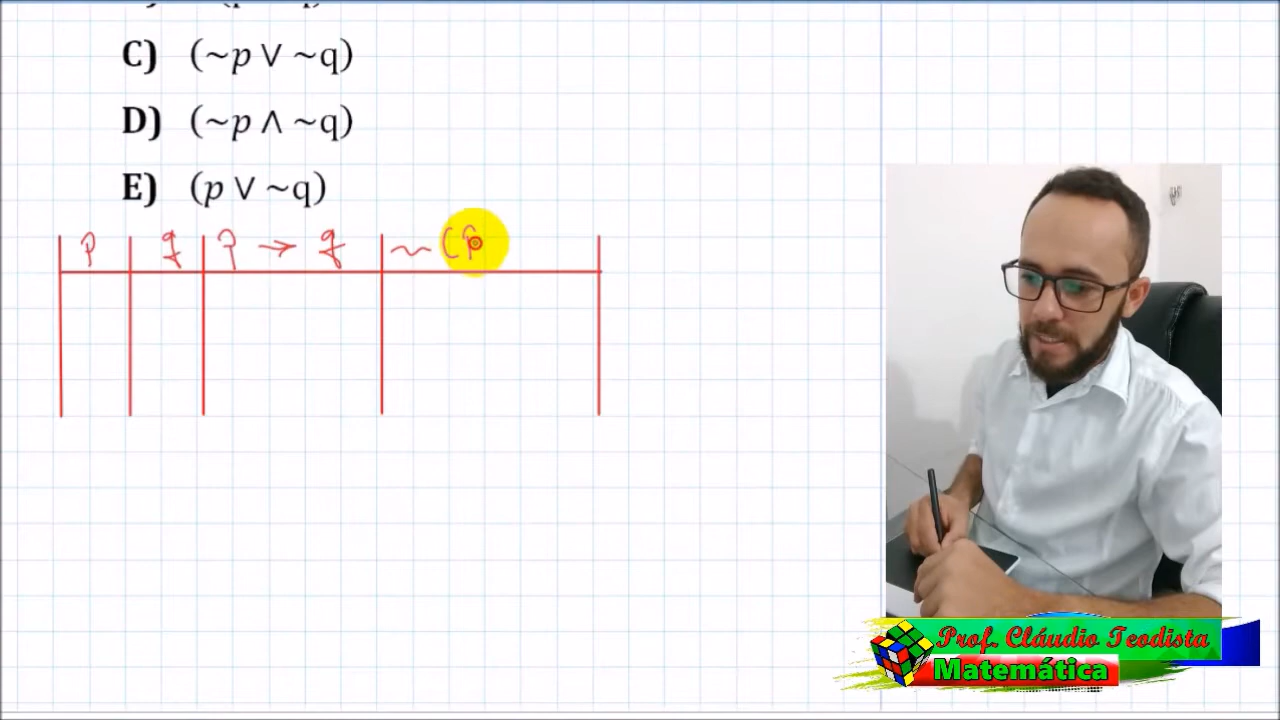 C) (~p ∨ ~q)
D) (~p ∧ ~q)
E) (p ∨ ~q)
p q p → q ~ (p
Prof. Cláudio Teodista
Matemática